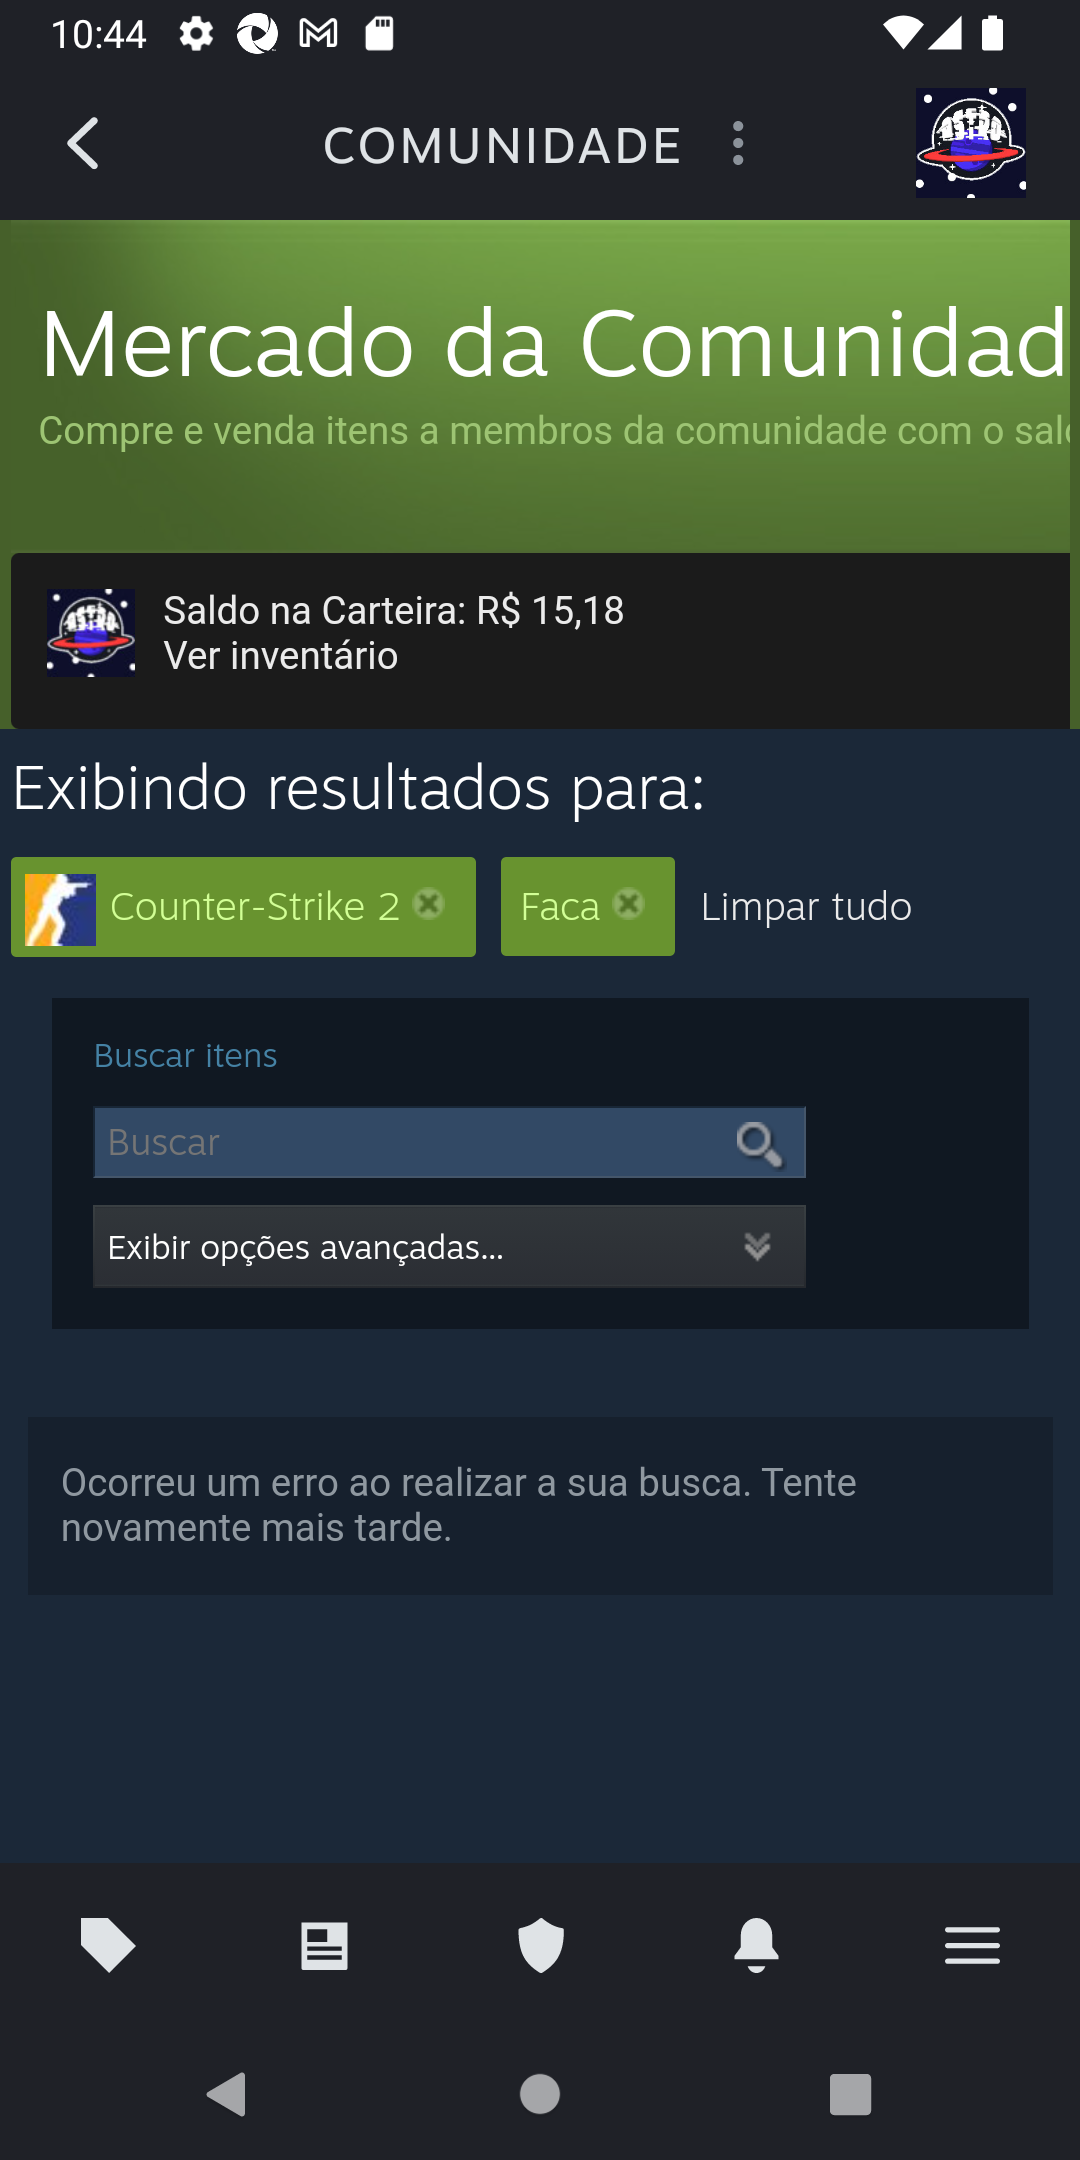 10:44
COMUNIDADE
Mercado da Comunidad
Compre e venda itens a membros da comunidade com o sal
Saldo na Carteira: R$ 15,18
Ver inventário
Exibindo resultados para:
Counter-Strike 2 Faca Limpar tudo
Buscar itens
Buscar
Exibir opções avançadas...
Ocorreu um erro ao realizar a sua busca. Tente
novamente mais tarde.